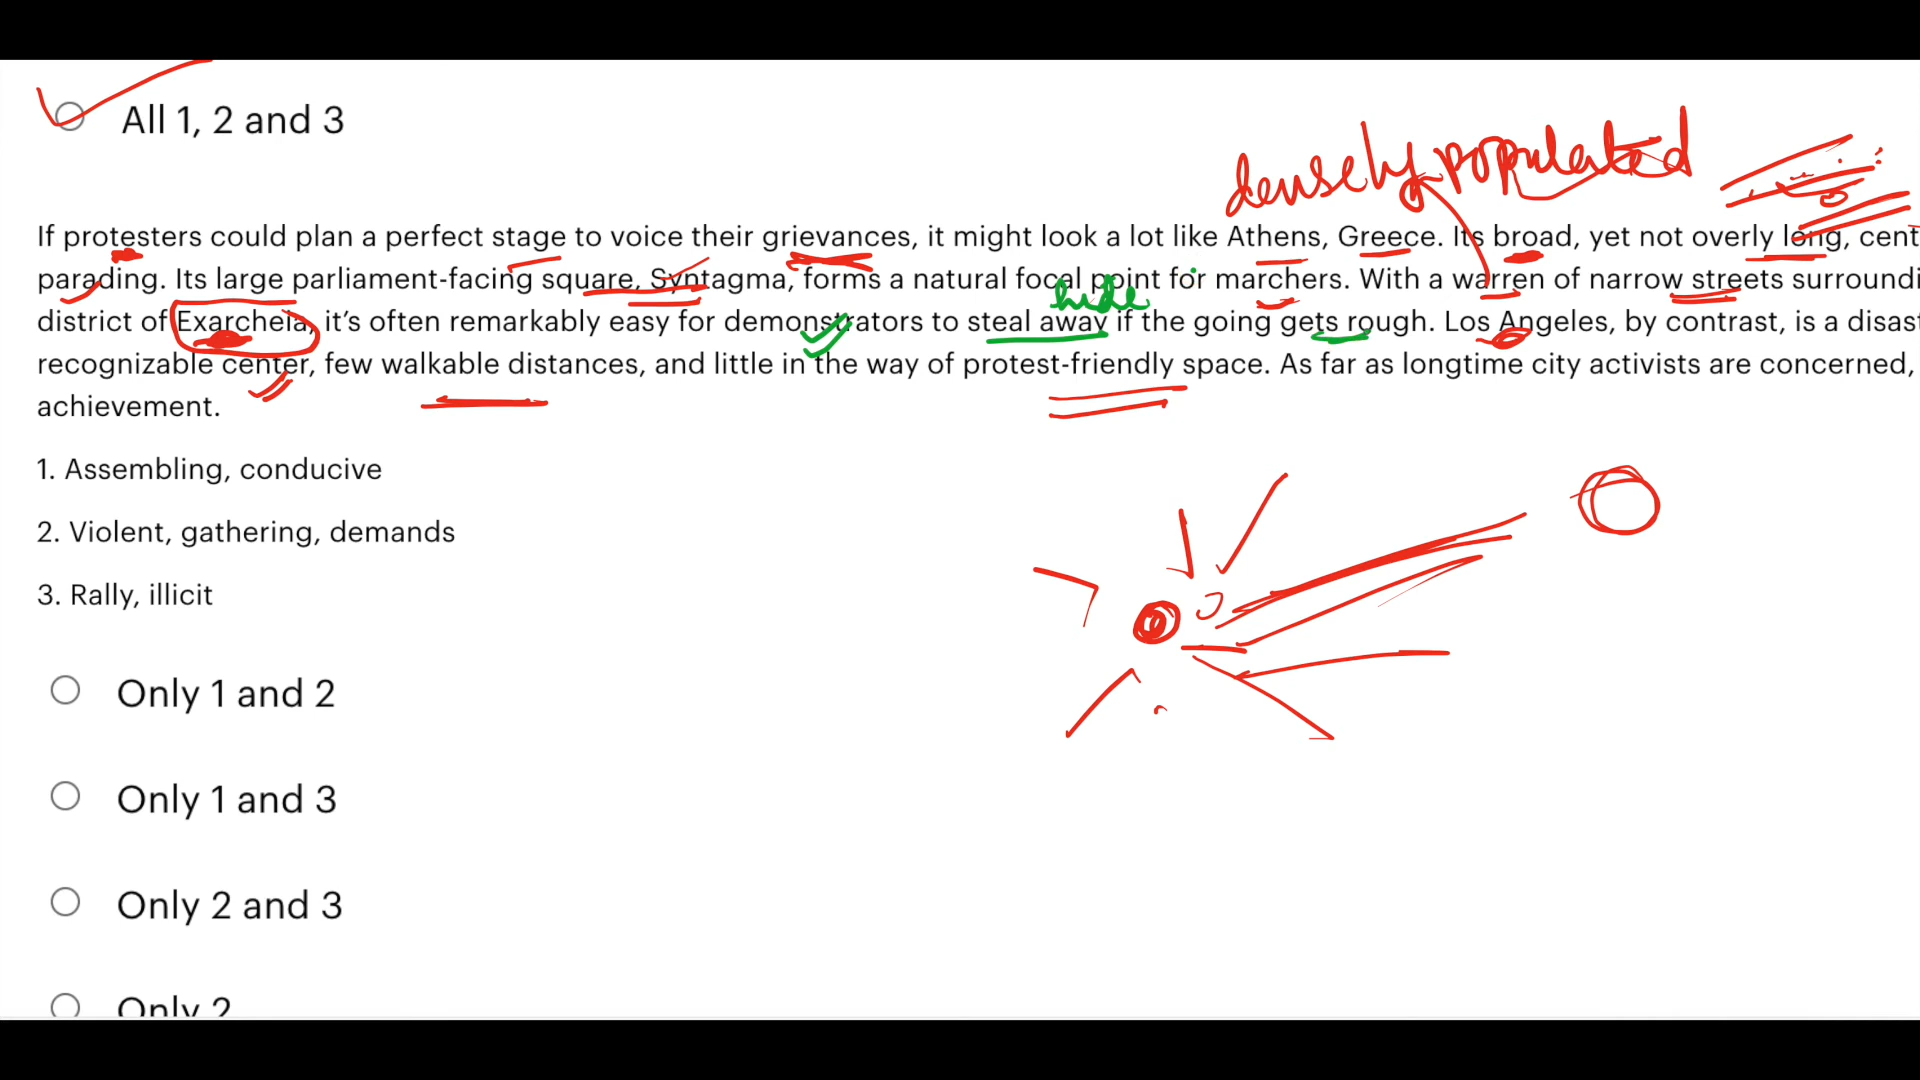 All 1, 2 and 3
densely populated
If protesters could plan a perfect stage to voice their grievances, it might look a lot like Athens, Greece. Its broad, yet not overly long, cent
parading. Its large parliament-facing square, Syntagma, forms a natural focal point for marchers. With a warren of narrow streets surroundi
hide
district of Exarcheia, it's often remarkably easy for demonstrators to steal away if the going gets rough. Los Angeles, by contrast, is a disast
recognizable center, few walkable distances, and little in the way of protest-friendly space. As far as longtime city activists are concerned,
achievement.
1. Assembling, conducive
2. Violent, gathering, demands
3. Rally, illicit
Only 1 and 2
Only 1 and 3
Only 2 and 3
Only 2